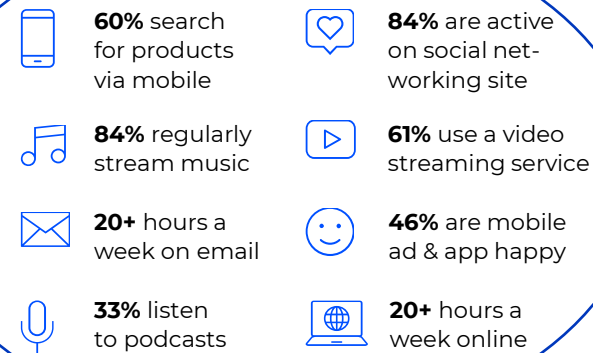 60% search
for products
via mobile
84% are active
on social net-
working site
84% regularly
stream music
61% use a video
streaming service
20+ hours a
week on email
46% are mobile
ad & app happy
33% listen
to podcasts
20+ hours a
week online